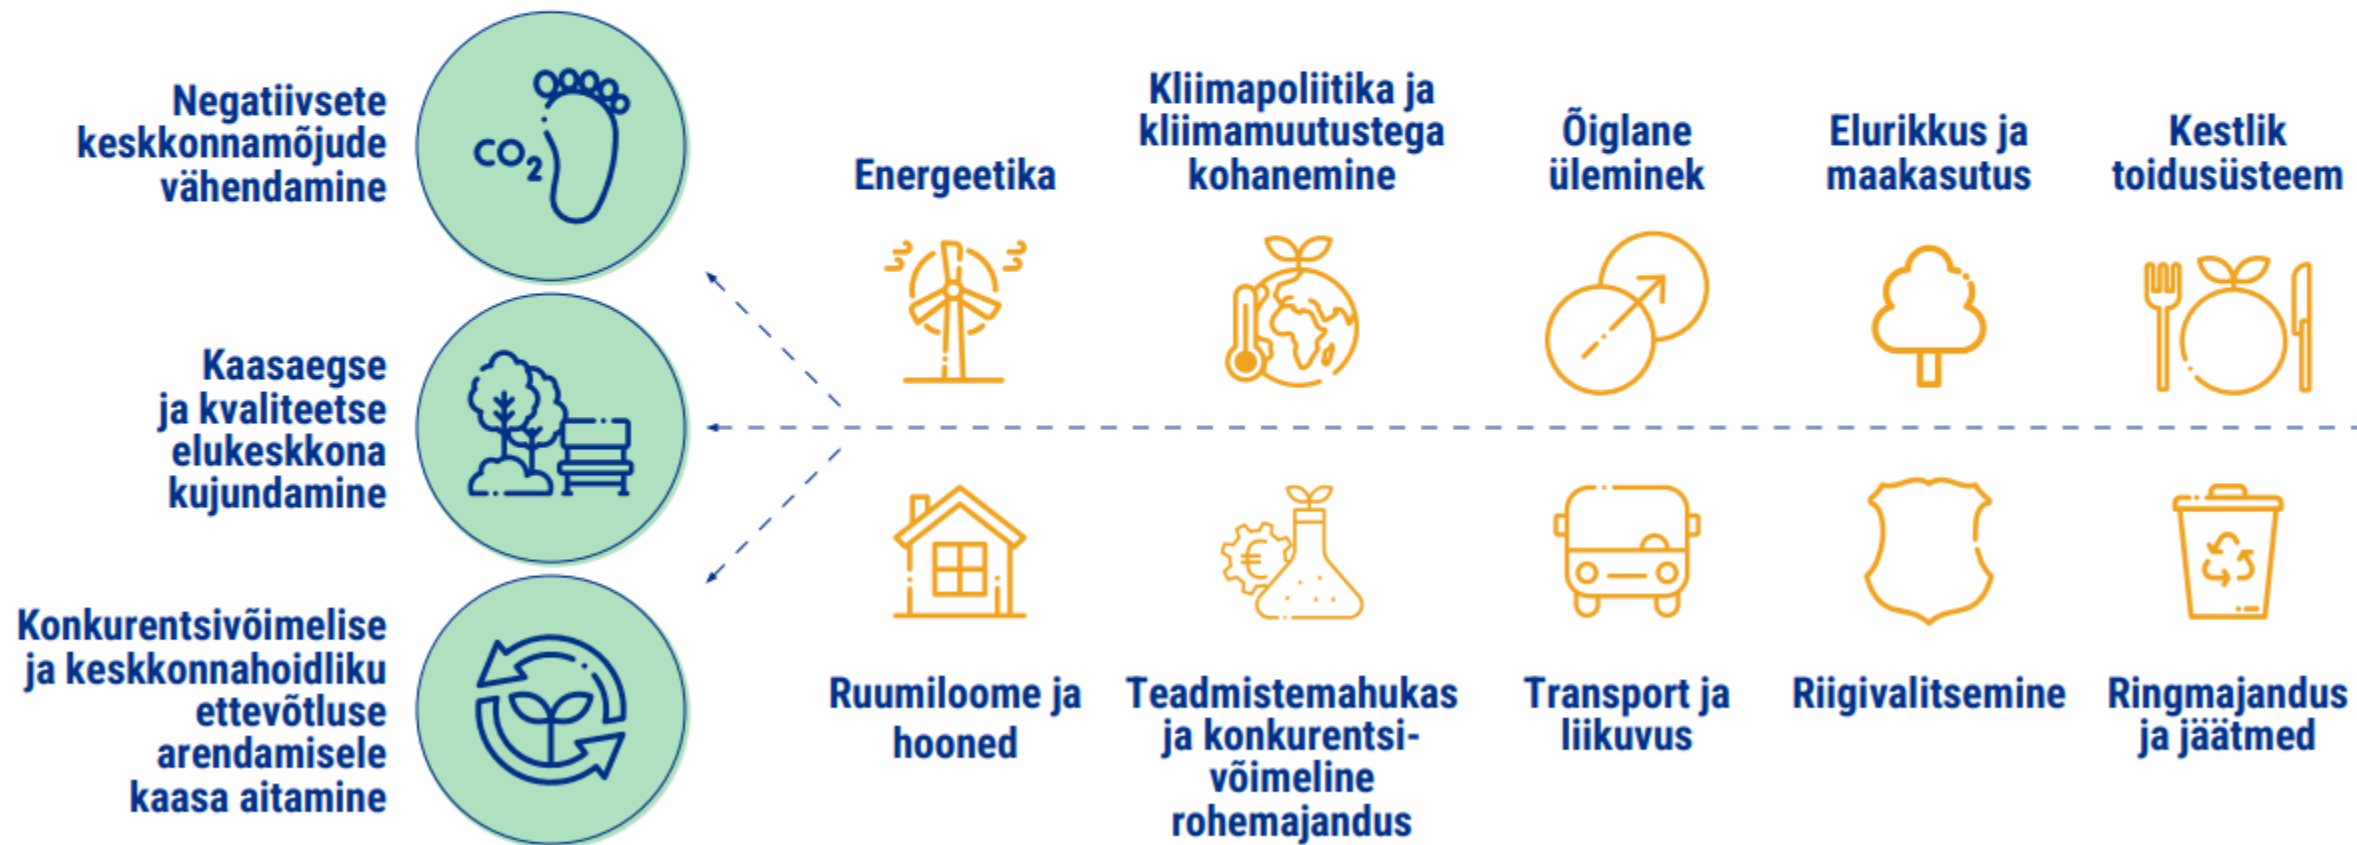 Negatiivsete
keskkonnamõjude
vähendamine
CO2
Kaasaegse
ja kvaliteetse
elukeskkona
kujundamine
Konkurentsivõimelise
ja keskkonnahoidliku
ettevõtluse
arendamisele
kaasa aitamine
Energeetika
Kliimapoliitika ja
kliimamuutustega
kohanemine
Õiglane
üleminek
Elurikkus ja
maakasutus
Kestlik
toidusüsteem
€
Ruumiloome ja
hooned
Teadmistemahukas
ja konkurentsi-
võimeline
rohemajandus
Transport ja
liikuvus
Riigivalitsemine
Ringmajandus
ja jäätmed